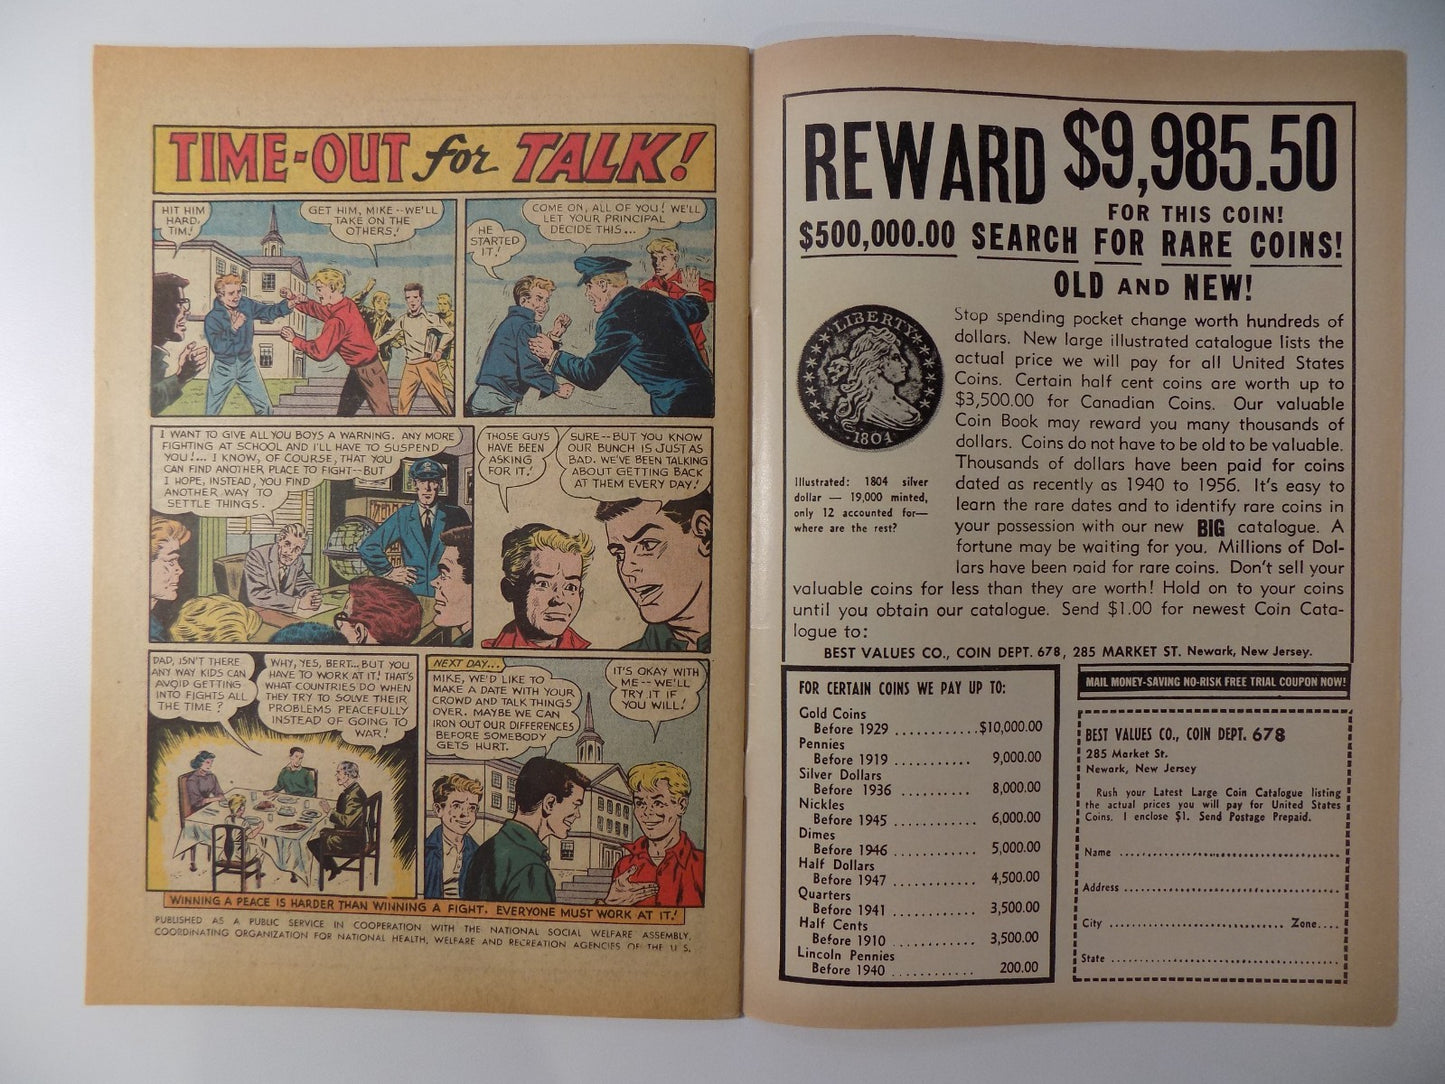 TIME-OUT for TALK!
HIT HIM
HARD,
TIM!
GET HIM, MIKE--WE'LL
TAKE ON THE
OTHERS!
HE
STARTED
IT!
COME ON, ALL OF YOU! WE'LL
LET YOUR PRINCIPAL
DECIDE THIS...
I WANT TO GIVE ALL YOU BOYS A WARNING. ANY MORE
FIGHTING AT SCHOOL AND I'LL HAVE TO SUSPEND
YOU!... I KNOW, OF COURSE, THAT YOU
CAN FIND ANOTHER PLACE TO FIGHT--BUT
I HOPE, INSTEAD, YOU FIND
ANOTHER WAY TO
SETTLE THINGS.
THOSE GUYS
HAVE BEEN
ASKING
FOR IT!
SURE--BUT YOU KNOW
OUR BUNCH IS JUST AS
BAD. WE'VE BEEN TALKING
ABOUT GETTING BACK
AT THEM EVERY DAY!
DAD, ISN'T THERE
ANY WAY KIDS CAN
AVOID GETTING
INTO FIGHTS ALL
THE TIME?
WHY, YES, BERT...BUT YOU
HAVE TO WORK AT IT! THAT'S
WHAT COUNTRIES DO WHEN
THEY TRY TO SOLVE THEIR
PROBLEMS PEACEFULLY
INSTEAD OF GOING TO
WAR!
NEXT DAY...
MIKE, WE'D LIKE TO
MAKE A DATE WITH YOUR
CROWD AND TALK THINGS
OVER. MAYBE WE CAN
IRON OUT OUR DIFFERENCES
BEFORE SOMEBODY
GETS HURT.
IT'S OKAY WITH
ME--WE'LL
TRY IT IF
YOU WILL!
WINNING A PEACE IS HARDER THAN WINNING A FIGHT. EVERYONE MUST WORK AT IT!
PUBLISHED AS A PUBLIC SERVICE IN COOPERATION WITH THE NATIONAL SOCIAL WELFARE ASSEMBLY,
COORDINATING ORGANIZATION FOR NATIONAL HEALTH, WELFARE AND RECREATION AGENCIES OF THE U.S.
REWARD $9,985.50
FOR THIS COIN!
$500,000.00 SEARCH FOR RARE COINS!
OLD AND NEW!
LIBERTY
1804
Illustrated: 1804 silver
dollar — 19,000 minted,
only 12 accounted for—
where are the rest?
Stop spending pocket change worth hundreds of
dollars. New large illustrated catalogue lists the
actual price we will pay for all United States
Coins. Certain half cent coins are worth up to
$3,500.00 for Canadian Coins. Our valuable
Coin Book may reward you many thousands of
dollars. Coins do not have to be old to be valuable.
Thousands of dollars have been paid for coins
dated as recently as 1940 to 1956. It's easy to
learn the rare dates and to identify rare coins in
your possession with our new BIG catalogue. A
fortune may be waiting for you. Millions of Dol-
lars have been paid for rare coins. Don't sell your
valuable coins for less than they are worth! Hold on to your coins
until you obtain our catalogue. Send $1.00 for newest Coin Cata-
logue to:
BEST VALUES CO., COIN DEPT. 678, 285 MARKET ST. Newark, New Jersey.
FOR CERTAIN COINS WE PAY UP TO:
Gold Coins
Before 1929 ............$10,000.00
Pennies
Before 1919 ........... 9,000.00
Silver Dollars
Before 1936 .......... 8,000.00
Nickles
Before 1945 ........... 6,000.00
Dimes
Before 1946 ............ 5,000.00
Half Dollars
Before 1947 ............ 4,500.00
Quarters
Before 1941 ............ 3,500.00
Half Cents
Before 1910 ............ 3,500.00
Lincoln Pennies
Before 1940 ............ 200.00
MAIL MONEY-SAVING NO-RISK FREE TRIAL COUPON NOW!
BEST VALUES CO., COIN DEPT. 678
285 Market St.
Newark, New Jersey
Rush your Latest Large Coin Catalogue listing
the actual prices you will pay for United States
Coins. I enclose $1. Send Postage Prepaid.
Name ........................................
Address ........................................
City .............................. Zone....
State ........................................